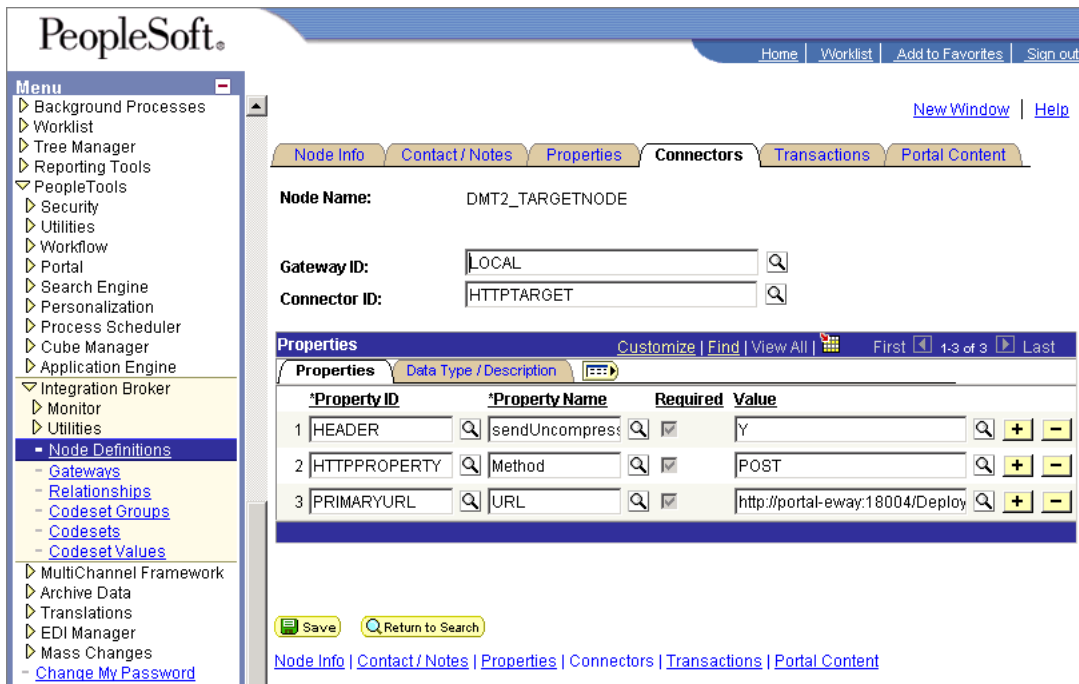 PeopleSoft®
Home | Worklist | Add to Favorites | Sign out
Menu
Background Processes
Worklist
Tree Manager
Reporting Tools
PeopleTools
Security
Utilities
Workflow
Portal
Search Engine
Personalization
Process Scheduler
Cube Manager
Application Engine
Integration Broker
Monitor
Utilities
- Node Definitions
- Gateways
- Relationships
- Codeset Groups
- Codesets
- Codeset Values
MultiChannel Framework
Archive Data
Translations
EDI Manager
Mass Changes
- Change My Password
New Window | Help
Node Info Contact / Notes Properties Connectors Transactions Portal Content
Node Name: DMT2_TARGETNODE
Gateway ID: LOCAL
Connector ID: HTTPTARGET
Properties Customize | Find | View All | First 1-3 of 3 Last
Properties Data Type / Description
*Property ID *Property Name Required Value
1 HEADER sendUncompress Y + -
2 HTTPPROPERTY Method POST + -
3 PRIMARYURL URL http://portal-eway:18004/Deploy + -
Save Return to Search
Node Info | Contact / Notes | Properties | Connectors | Transactions | Portal Content